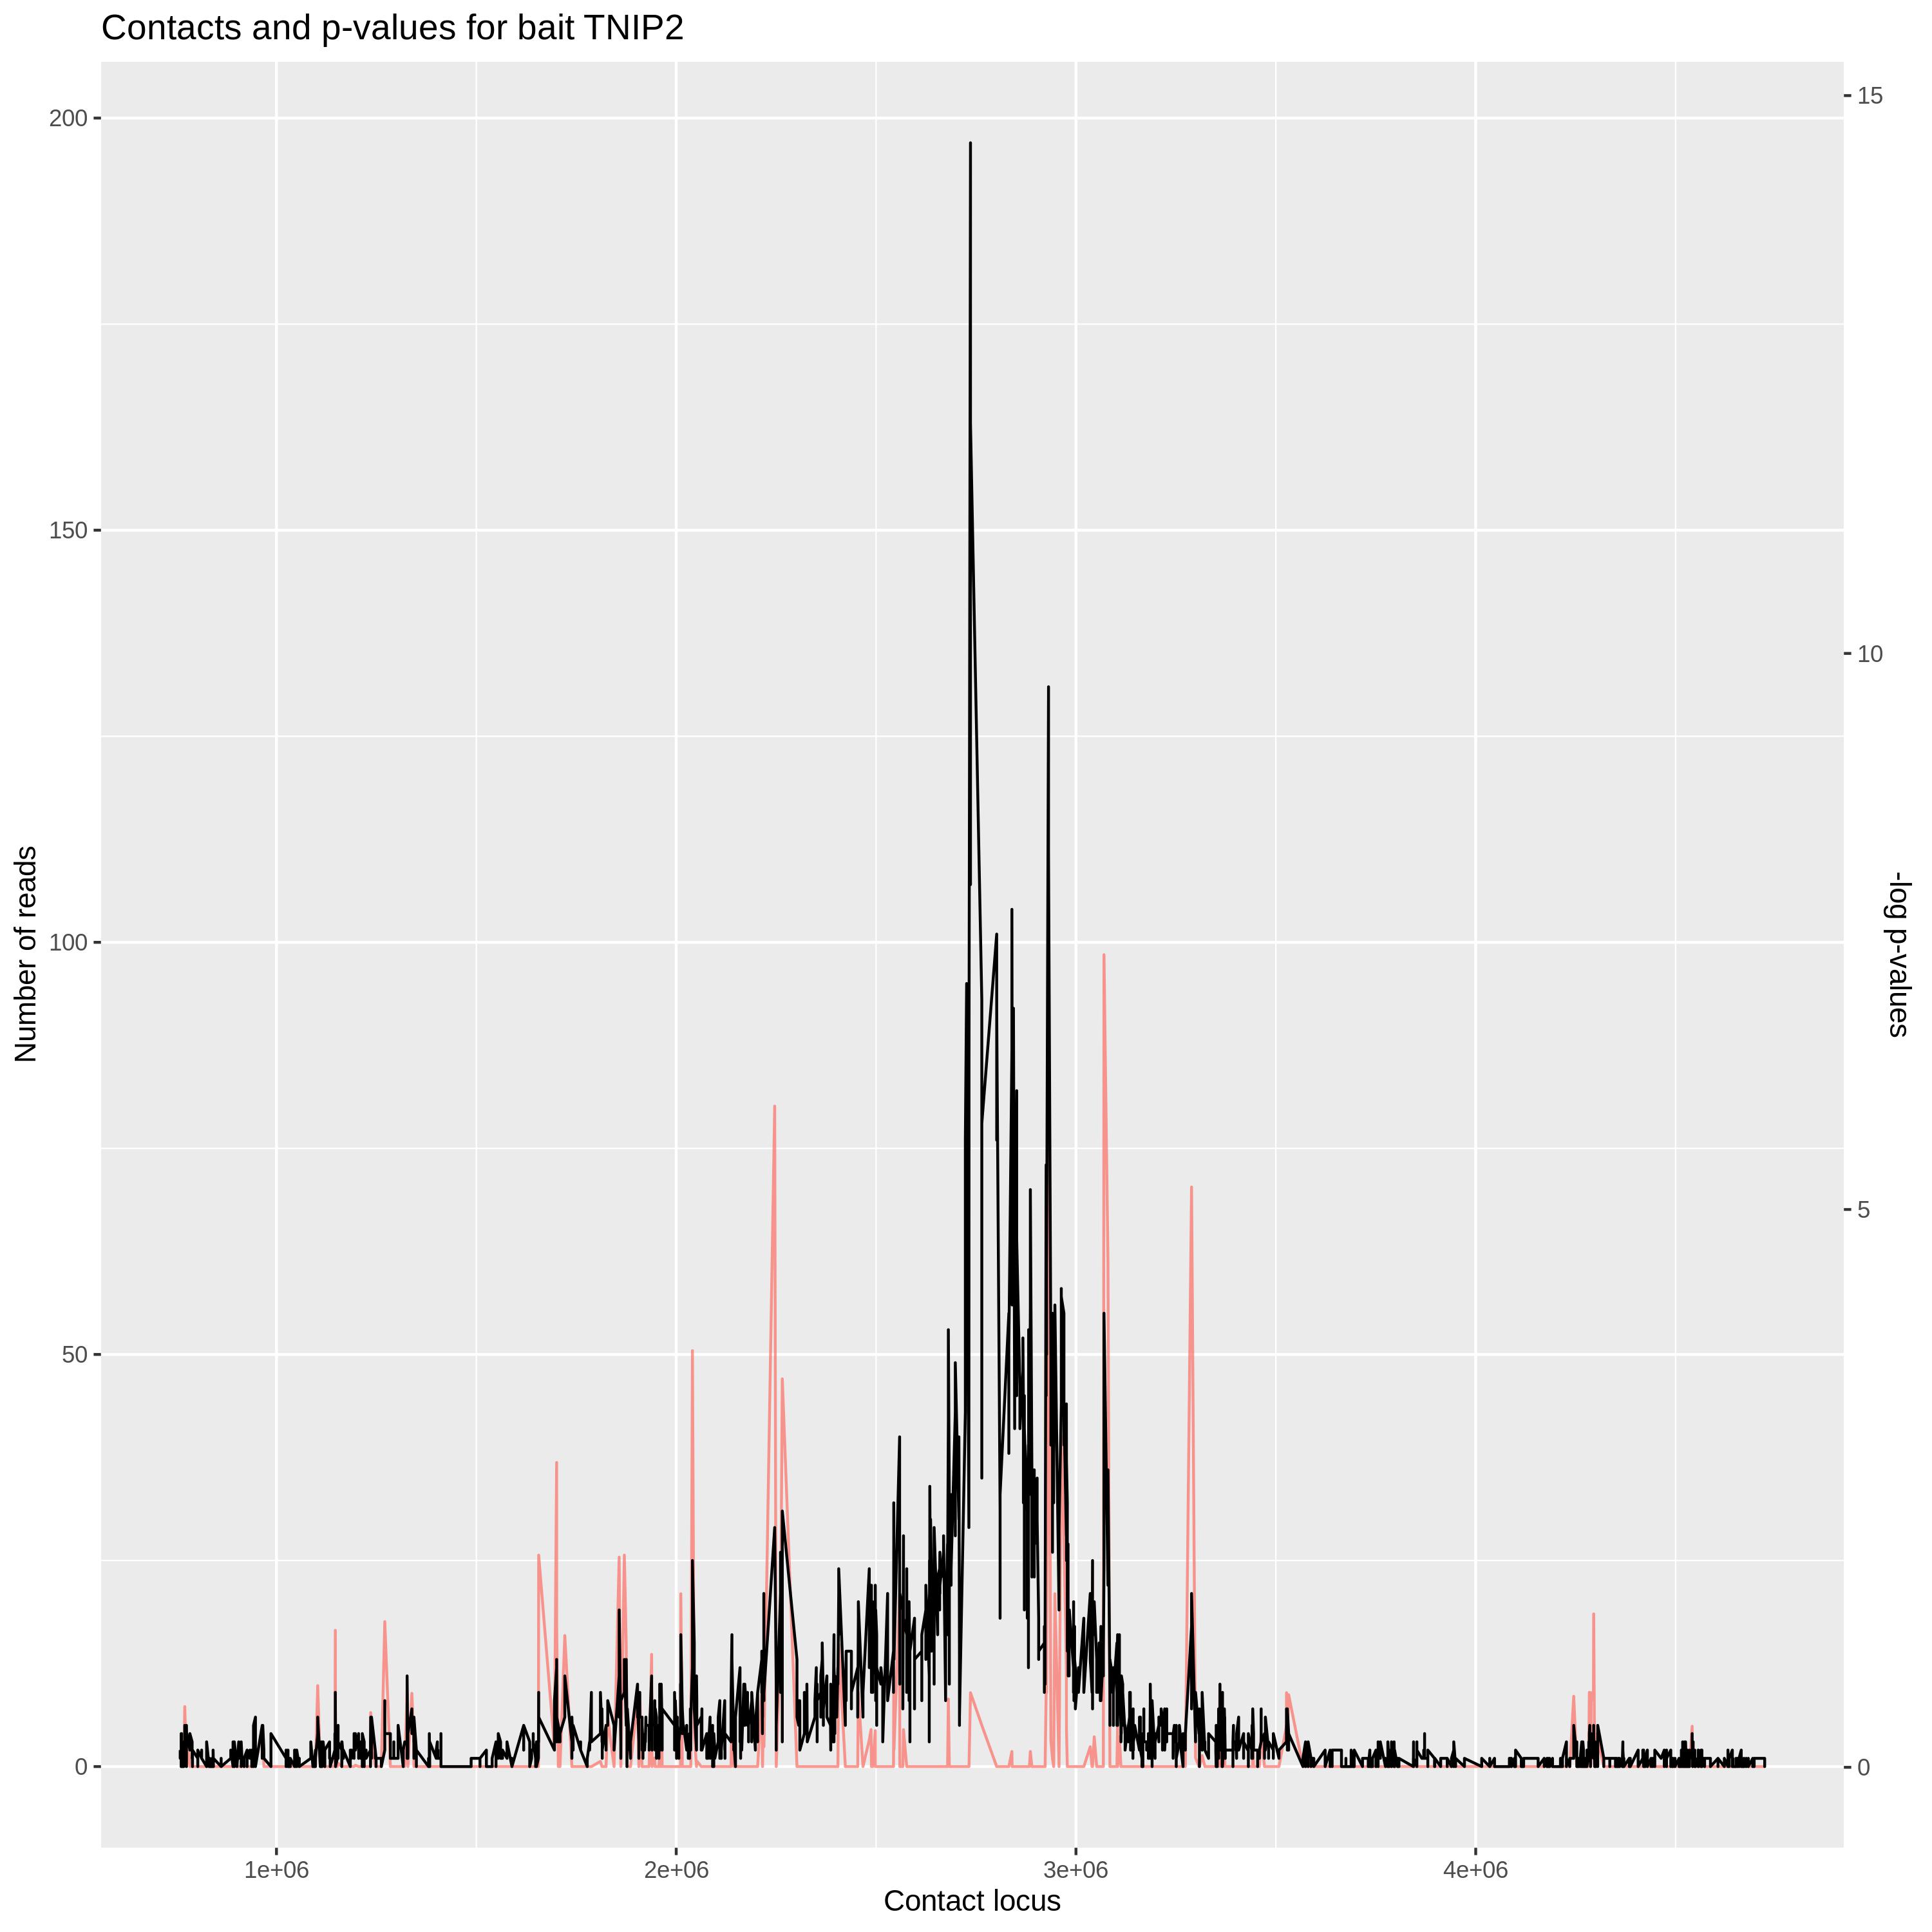 Contacts and p-values for bait TNIP2
200
150
100
50
0
Number of reads
15
10
5
0
-log p-values
1e+06
2e+06
3e+06
4e+06
Contact locus